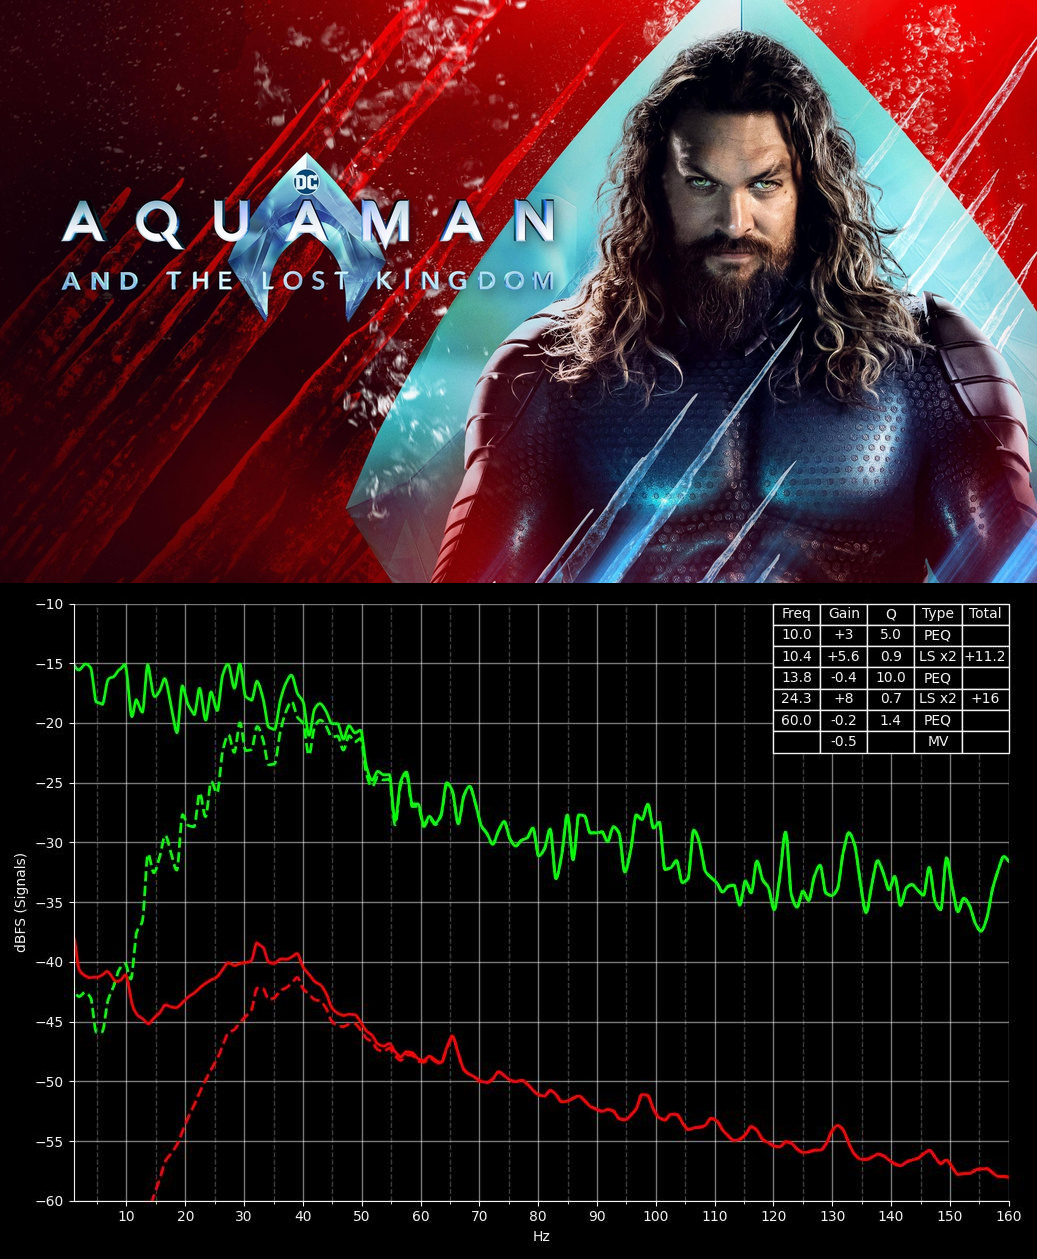 DC
AQUAMAN
AND THE LOST KINGDOM
−10
−15
−20
−25
−30
−35
−40
−45
−50
−55
−60
dBFS (Signals)
Freq Gain Q Type Total
10.0 +3 5.0 PEQ
10.4 +5.6 0.9 LS x2 +11.2
13.8 -0.4 10.0 PEQ
24.3 +8 0.7 LS x2 +16
60.0 -0.2 1.4 PEQ
-0.5 MV
10 20 30 40 50 60 70 80 90 100 110 120 130 140 150 160
Hz